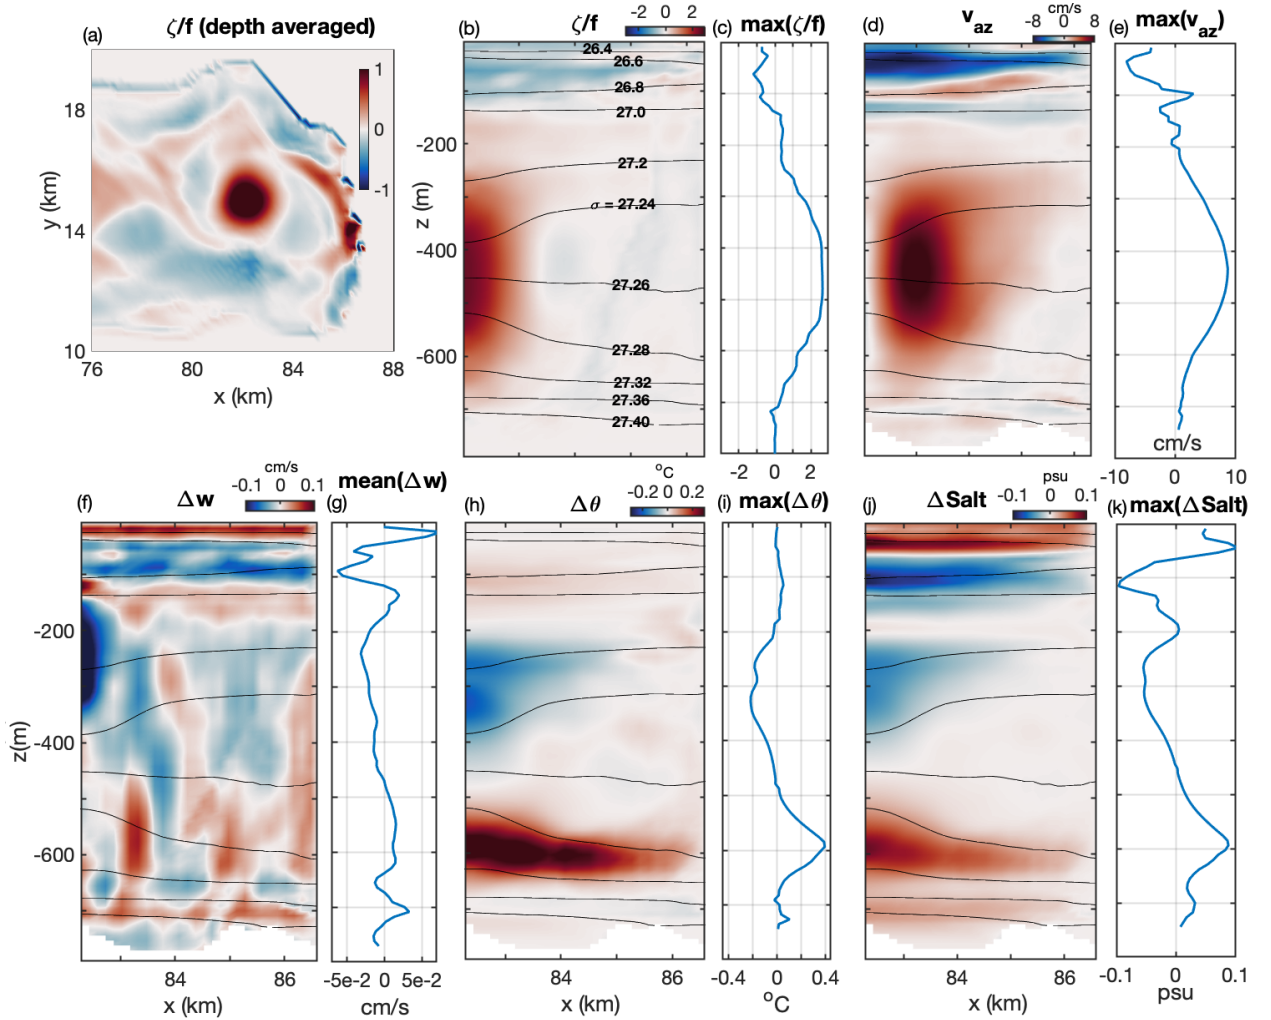 (a)
ζ/f (depth averaged)
1
0
-1
18
14
10
y (km)
76 80 84 88
x (km)
(b)
ζ/f
-2 0 2
26.4
26.6
26.8
27.0
27.2
σ = 27.24
27.26
27.28
27.32
27.36
27.40
-200
-400
-600
z (m)
(c) max(ζ/f)
-2 0 2
(d)
v_az
cm/s
-8 0 8
(e) max(v_az)
cm/s
-10 0 10
(f)
Δw
cm/s
-0.1 0 0.1
-200
-400
-600
z(m)
84 86
x (km)
(g) mean(Δw)
-5e-2 0 5e-2
cm/s
(h)
Δθ
°C
-0.2 0 0.2
84 86
x (km)
(i) max(Δθ)
-0.4 0 0.4
°C
(j)
ΔSalt
psu
-0.1 0 0.1
84 86
x (km)
(k) max(ΔSalt)
-0.1 0 0.1
psu